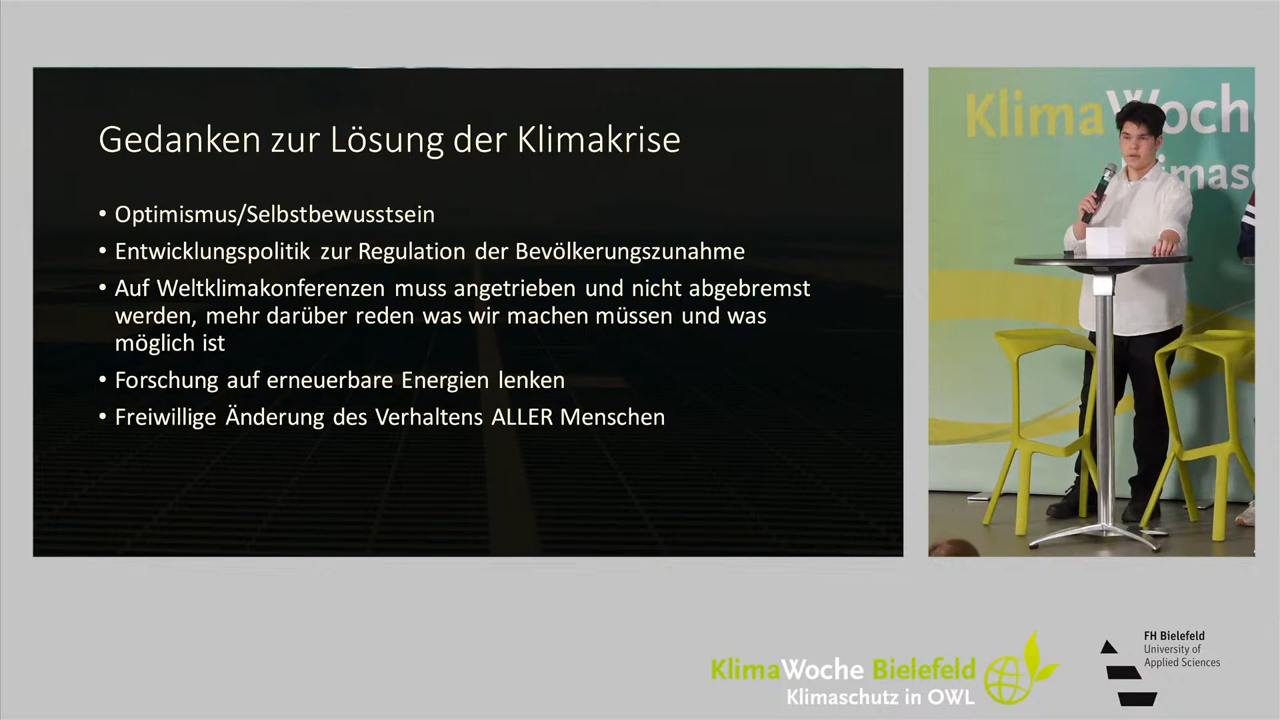 Gedanken zur Lösung der Klimakrise
• Optimismus/Selbstbewusstsein
• Entwicklungspolitik zur Regulation der Bevölkerungszunahme
• Auf Weltklimakonferenzen muss angetrieben und nicht abgebremst
werden, mehr darüber reden was wir machen müssen und was
möglich ist
• Forschung auf erneuerbare Energien lenken
• Freiwillige Änderung des Verhaltens ALLER Menschen
KlimaWoche
imas
KlimaWoche Bielefeld
Klimaschutz in OWL
FH Bielefeld
University of
Applied Sciences